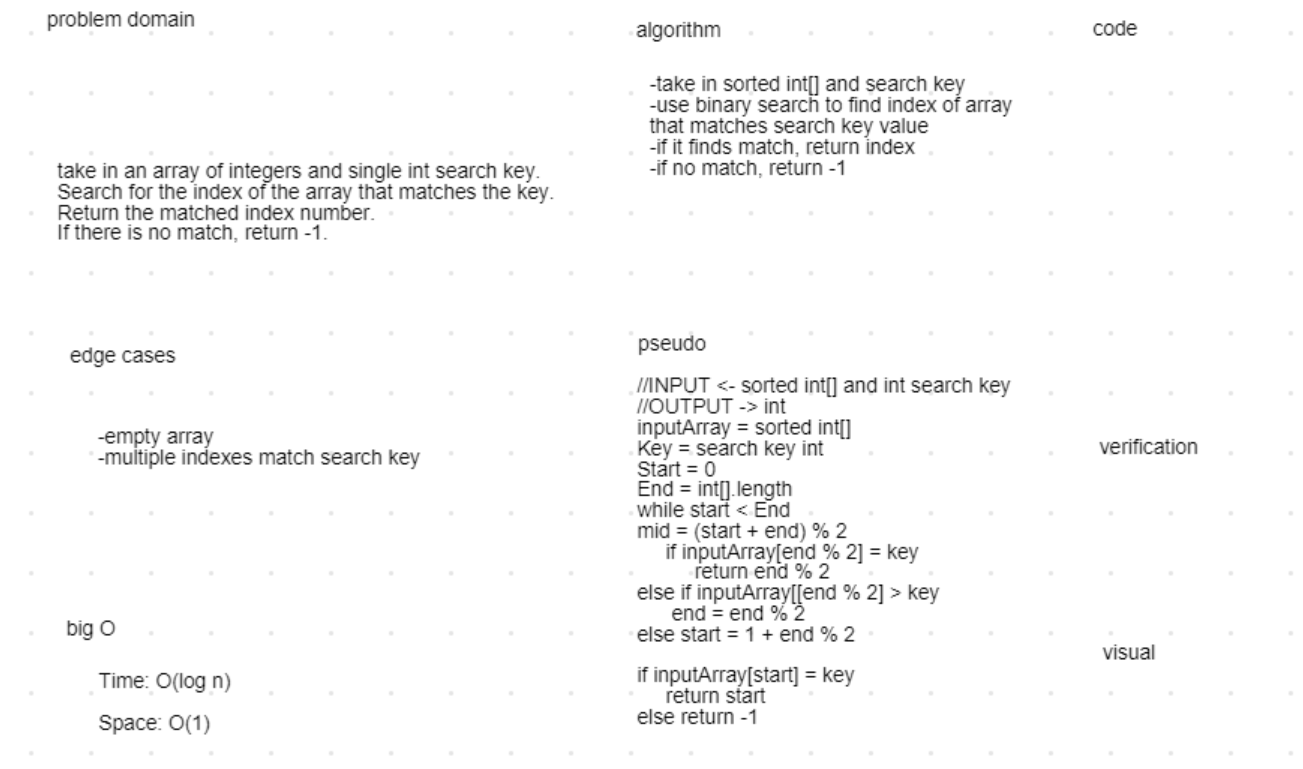 problem domain
take in an array of integers and single int search key.
Search for the index of the array that matches the key.
Return the matched index number.
If there is no match, return -1.
edge cases
-empty array
-multiple indexes match search key
big O
Time: O(log n)
Space: O(1)
algorithm
-take in sorted int[] and search key
-use binary search to find index of array
that matches search key value
-if it finds match, return index
-if no match, return -1
pseudo
//INPUT <- sorted int[] and int search key
//OUTPUT -> int
inputArray = sorted int[]
Key = search key int
Start = 0
End = int[].length
while start < End
mid = (start + end) % 2
if inputArray[end % 2] = key
return end % 2
else if inputArray[[end % 2] > key
end = end % 2
else start = 1 + end % 2
if inputArray[start] = key
return start
else return -1
code
verification
visual